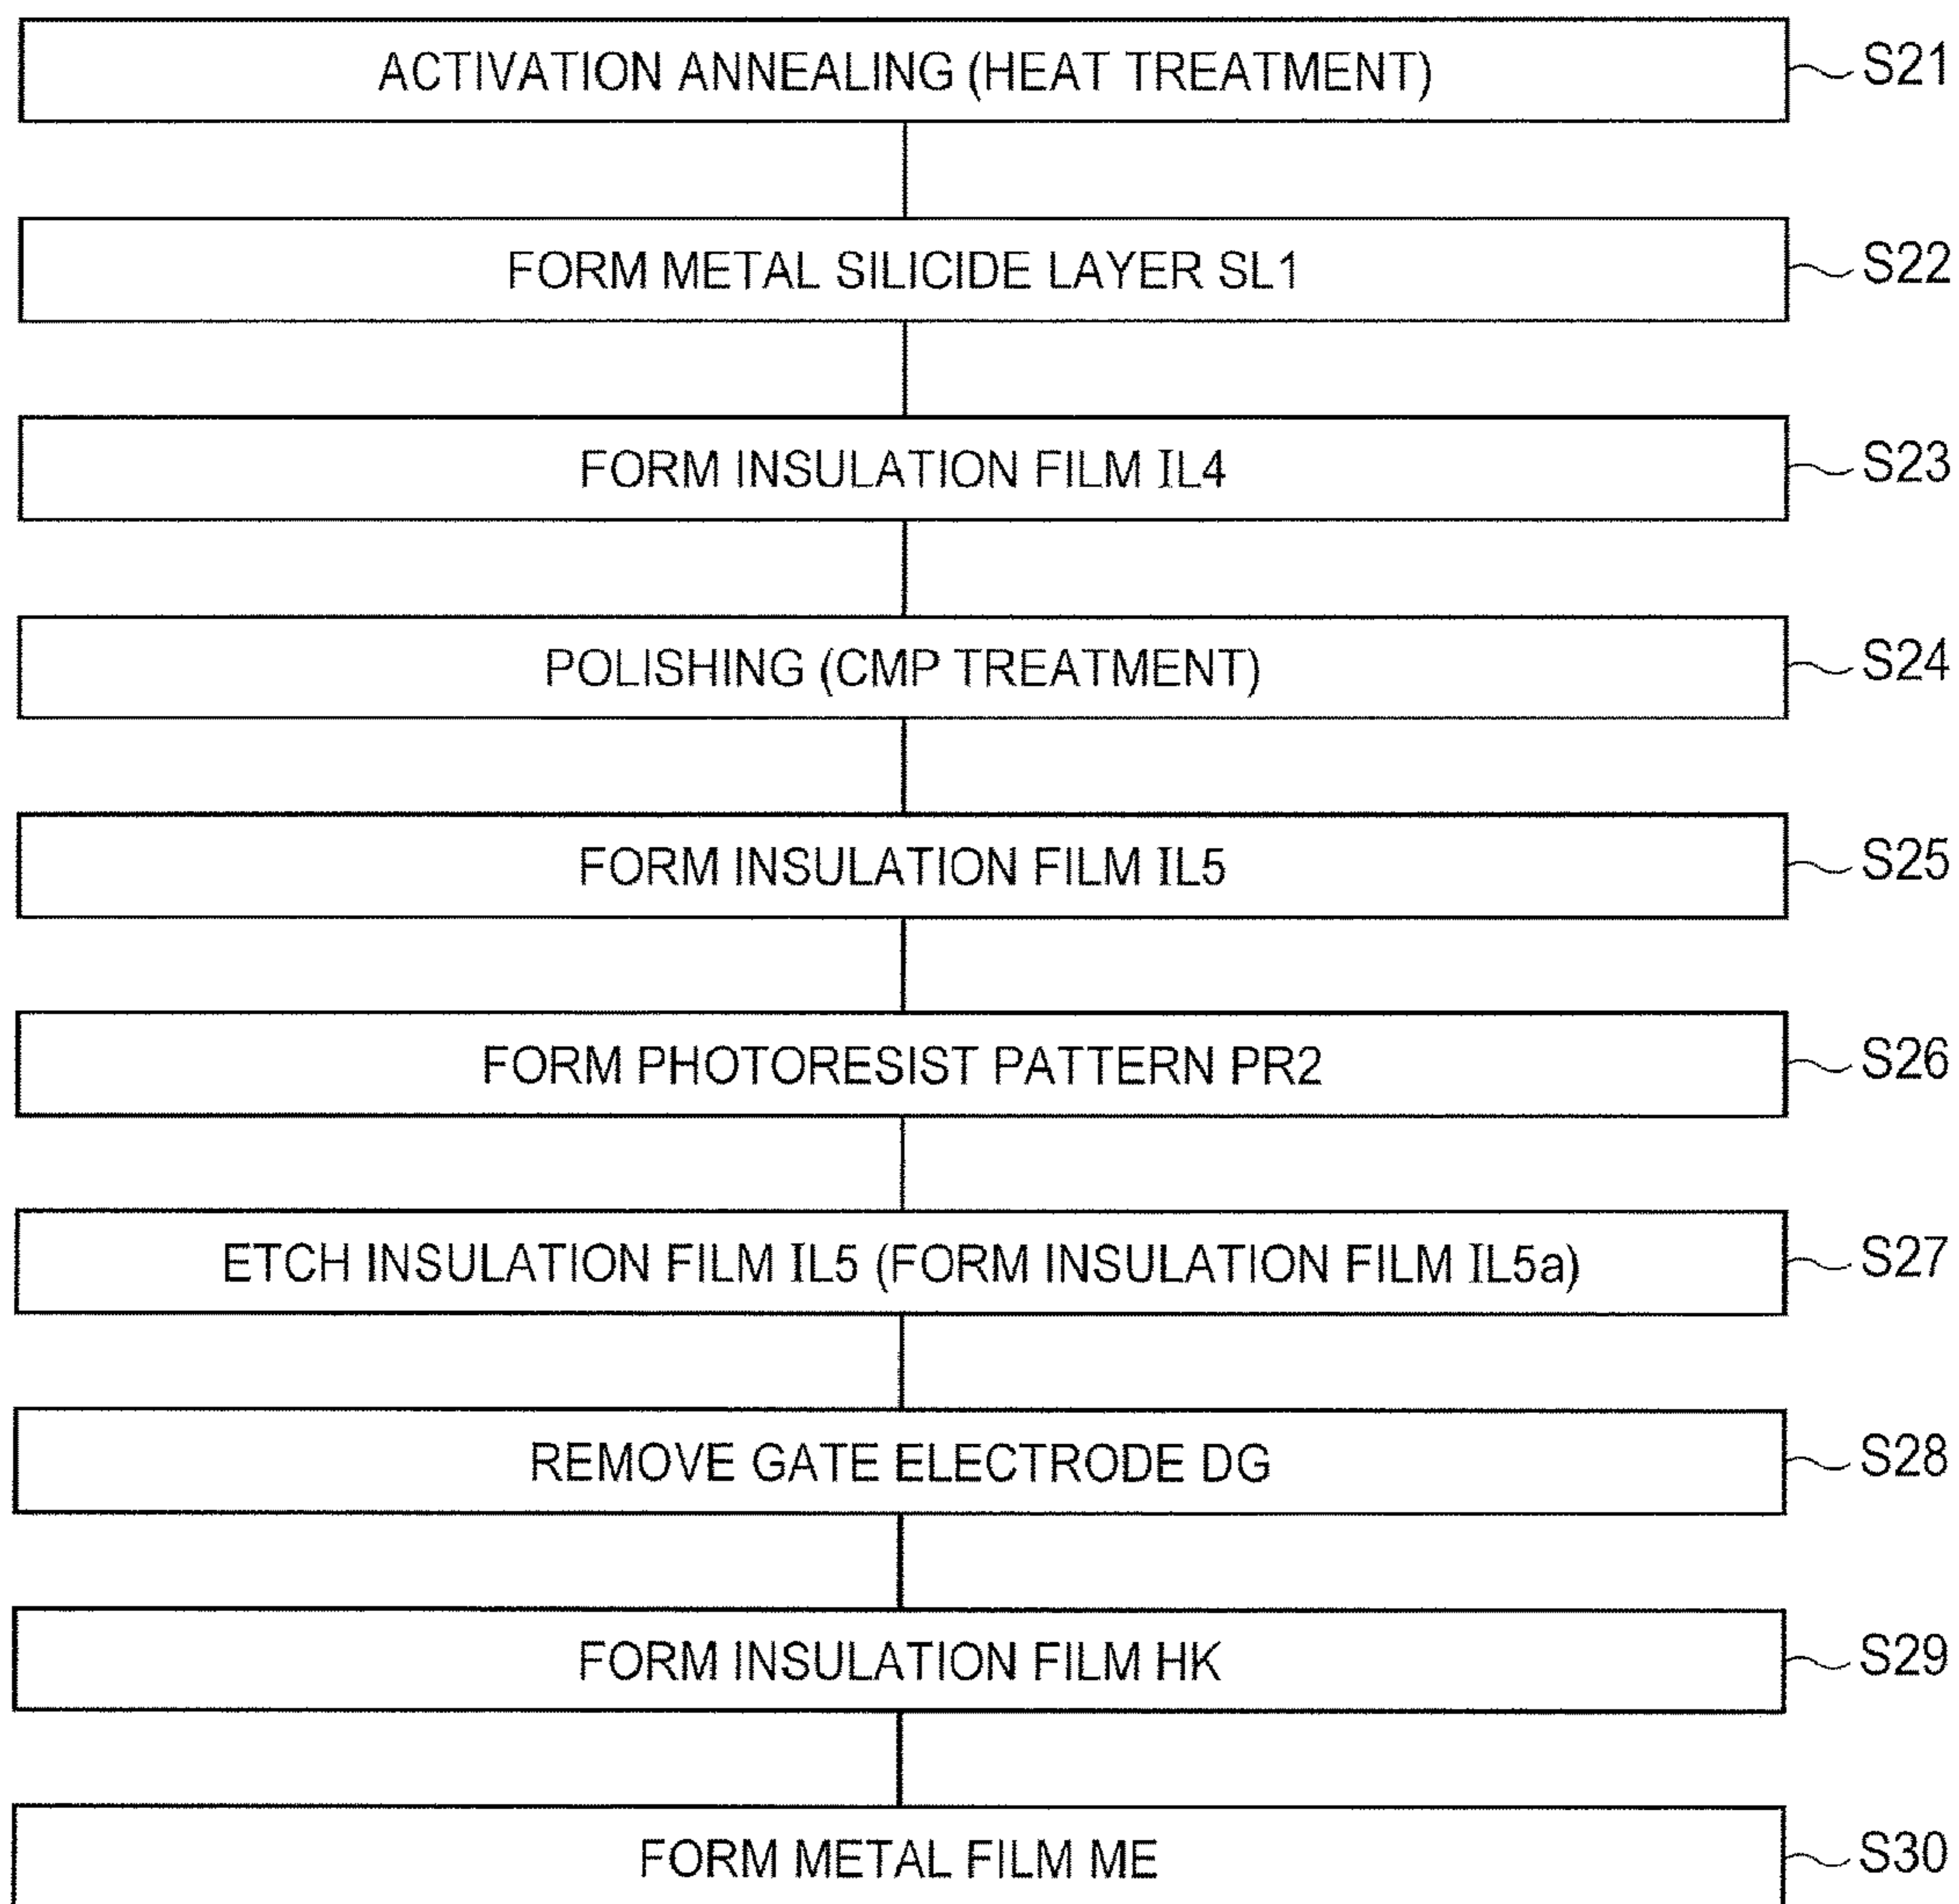 ACTIVATION ANNEALING (HEAT TREATMENT) S21
FORM METAL SILICIDE LAYER SL1 S22
FORM INSULATION FILM IL4 S23
POLISHING (CMP TREATMENT) S24
FORM INSULATION FILM IL5 S25
FORM PHOTORESIST PATTERN PR2 S26
ETCH INSULATION FILM IL5 (FORM INSULATION FILM IL5a) S27
REMOVE GATE ELECTRODE DG S28
FORM INSULATION FILM HK S29
FORM METAL FILM ME S30